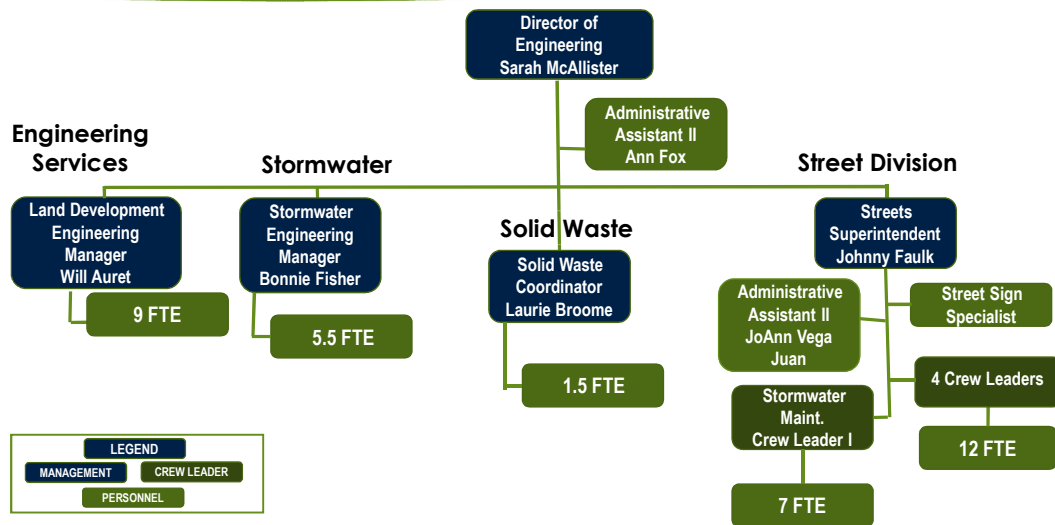 Director of
Engineering
Sarah McAllister
Administrative
Assistant II
Ann Fox
Engineering
Services
Land Development
Engineering
Manager
Will Auret
9 FTE
Stormwater
Stormwater
Engineering
Manager
Bonnie Fisher
5.5 FTE
Solid Waste
Solid Waste
Coordinator
Laurie Broome
1.5 FTE
Street Division
Streets
Superintendent
Johnny Faulk
Administrative
Assistant II
JoAnn Vega
Juan
Street Sign
Specialist
4 Crew Leaders
12 FTE
Stormwater
Maint.
Crew Leader I
7 FTE
LEGEND
MANAGEMENT
CREW LEADER
PERSONNEL